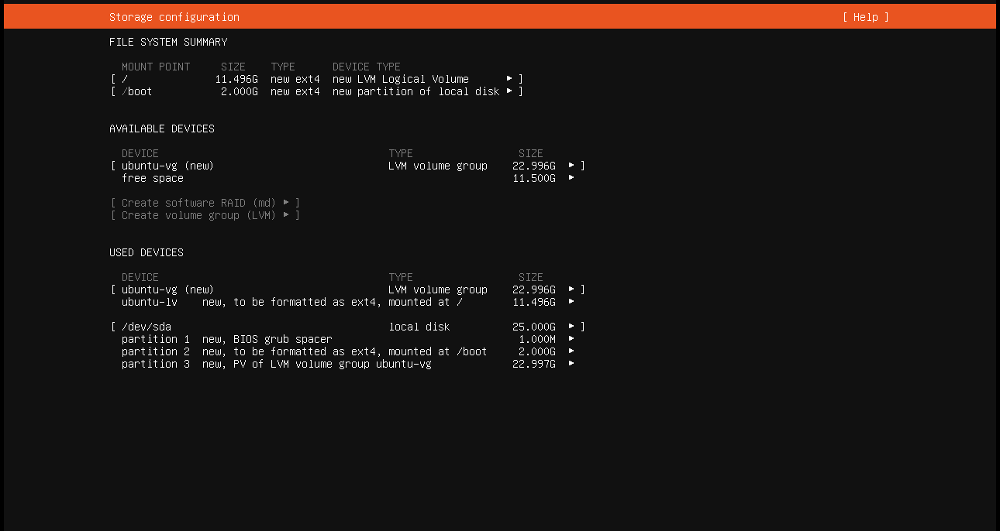 Storage configuration [ Help ]
FILE SYSTEM SUMMARY
MOUNT POINT SIZE TYPE DEVICE TYPE
[ / 11.496G new ext4 new LVM Logical Volume ▸ ]
[ /boot 2.000G new ext4 new partition of local disk ▸ ]
AVAILABLE DEVICES
DEVICE TYPE SIZE
[ ubuntu-vg (new) LVM volume group 22.996G ▸ ]
free space 11.500G ▸
[ Create software RAID (md) ▸ ]
[ Create volume group (LVM) ▸ ]
USED DEVICES
DEVICE TYPE SIZE
[ ubuntu-vg (new) LVM volume group 22.996G ▸ ]
ubuntu-lv new, to be formatted as ext4, mounted at / 11.496G ▸
[ /dev/sda local disk 25.000G ▸ ]
partition 1 new, BIOS grub spacer 1.000M ▸
partition 2 new, to be formatted as ext4, mounted at /boot 2.000G ▸
partition 3 new, PV of LVM volume group ubuntu-vg 22.997G ▸